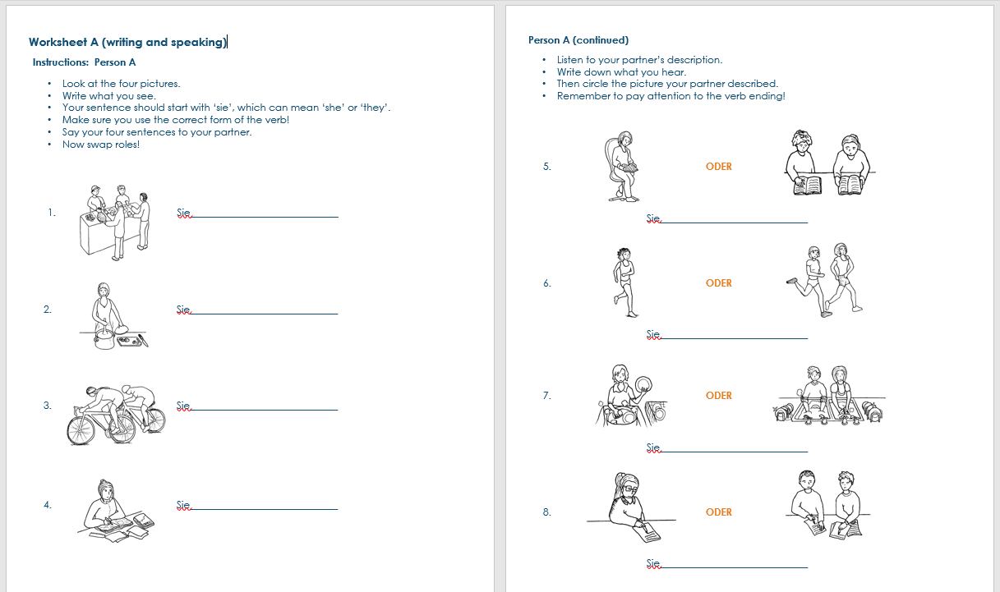 Worksheet A (writing and speaking)
Instructions:  Person A
• Look at the four pictures.
• Write what you see.
• Your sentence should start with ‘sie’, which can mean ‘she’ or ‘they’.
• Make sure you use the correct form of the verb!
• Say your four sentences to your partner.
• Now swap roles!
1. Sie
2. Sie
3. Sie
4. Sie
Person A (continued)
• Listen to your partner’s description.
• Write down what you hear.
• Then circle the picture your partner described.
• Remember to pay attention to the verb ending!
5. ODER
Sie
6. ODER
Sie
7. ODER
Sie
8. ODER
Sie